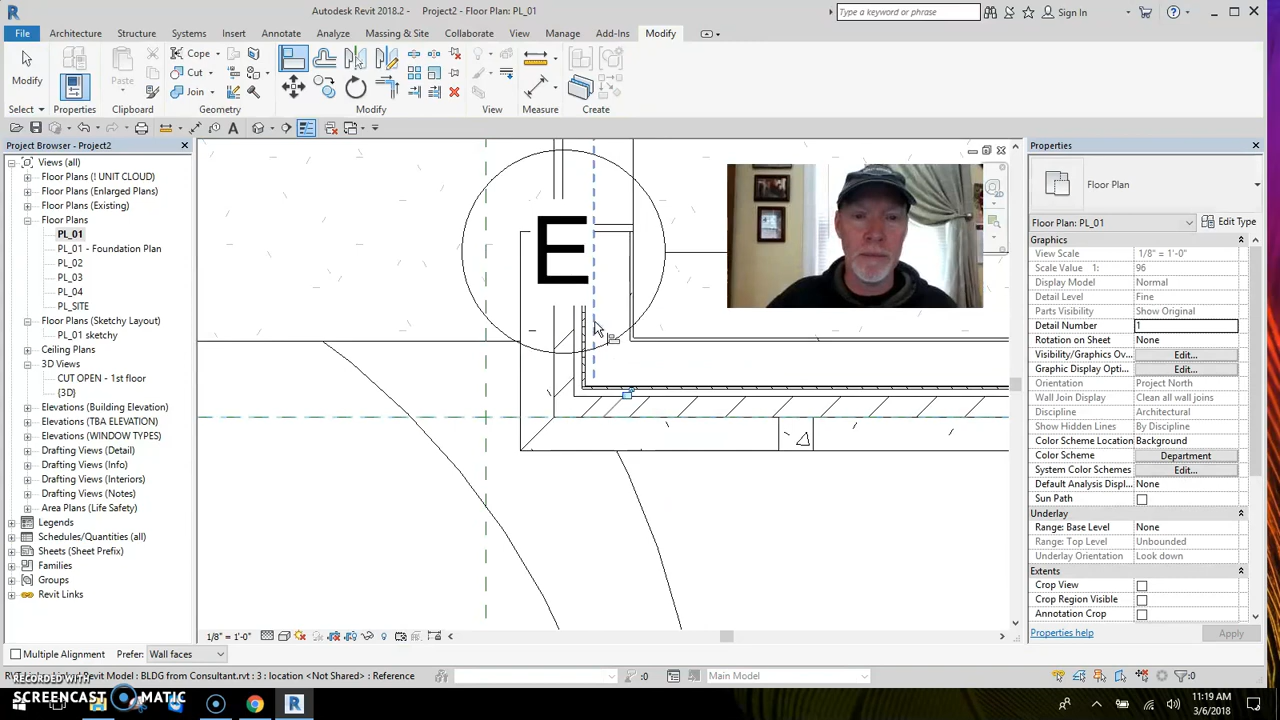 Autodesk Revit 2018.2 - Project2 - Floor Plan: PL_01
Type a keyword or phrase
Sign In
File Architecture Structure Systems Insert Annotate Analyze Massing & Site Collaborate View Manage Add-Ins Modify
Modify
Paste
Cope
Cut
Join
Select Properties Clipboard Geometry Modify View Measure Create
Project Browser - Project2
Views (all)
Floor Plans (! UNIT CLOUD)
Floor Plans (Enlarged Plans)
Floor Plans (Existing)
Floor Plans
PL_01
PL_01 - Foundation Plan
PL_02
PL_03
PL_04
PL_SITE
Floor Plans (Sketchy Layout)
PL_01 sketchy
Ceiling Plans
3D Views
CUT OPEN - 1st floor
{3D}
Elevations (Building Elevation)
Elevations (TBA ELEVATION)
Elevations (WINDOW TYPES)
Drafting Views (Detail)
Drafting Views (Info)
Drafting Views (Interiors)
Drafting Views (Notes)
Area Plans (Life Safety)
Legends
Schedules/Quantities (all)
Sheets (Sheet Prefix)
Families
Groups
Revit Links
E
Properties
Floor Plan
Floor Plan: PL_01 Edit Type
Graphics
View Scale 1/8" = 1'-0"
Scale Value 1: 96
Display Model Normal
Detail Level Fine
Parts Visibility Show Original
Detail Number 1
Rotation on Sheet None
Visibility/Graphics Ov... Edit...
Graphic Display Opti... Edit...
Orientation Project North
Wall Join Display Clean all wall joins
Discipline Architectural
Show Hidden Lines By Discipline
Color Scheme Location Background
Color Scheme Department
System Color Schemes Edit...
Default Analysis Displ... None
Sun Path
Underlay
Range: Base Level None
Range: Top Level Unbounded
Underlay Orientation Look down
Extents
Crop View
Crop Region Visible
Annotation Crop
Properties help Apply
1/8" = 1'-0"
Multiple Alignment Prefer: Wall faces
Revit Model : BLDG from Consultant.rvt : 3 : location <Not Shared> : Reference
:0
Main Model
:0
RECORDED WITH
SCREENCAST MATIC
11:19 AM
3/6/2018